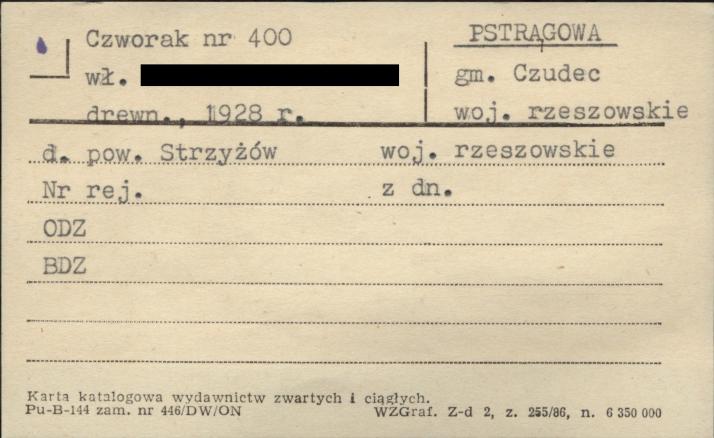 Czworak nr 400
PSTRĄGOWA
wł.
gm. Czudec
drewn., 1928 r.
woj. rzeszowskie
d. pow. Strzyżów woj. rzeszowskie
Nr rej. z dn.
ODZ
BDZ
Karta katalogowa wydawnictw zwartych i ciągłych.
Pu-B-144 zam. nr 446/DW/ON WZGraf. Z-d 2, z. 255/86, n. 6 350 000